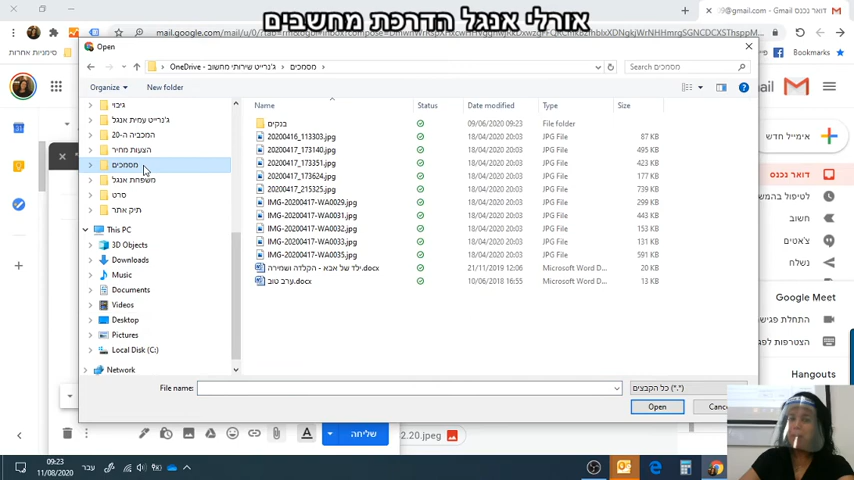 אורלי אנגל הדרכת מחשבים
דואר נכנס Gmail
סימניות אחרות
Open
OneDrive - ג'נרייט שירותי מחשוב
מסמכים
חיפוש מסמכים
Organize
New folder
Name
Status
Date modified
Type
Size
גיבוי
ג'נרייט עמית אנגל
המכביה ה-20
הצעות מחיר
מסמכים
משפחת אנגל
סרט
תיק אתר
This PC
3D Objects
Downloads
Music
Documents
Videos
Desktop
Pictures
Local Disk (C:)
Network
בנקים 09/06/2020 09:23 File folder
20200416_113303.jpg 18/04/2020 20:03 JPG File 87 KB
20200417_173140.jpg 18/04/2020 20:03 JPG File 495 KB
20200417_173351.jpg 18/04/2020 20:03 JPG File 443 KB
20200417_173624.jpg 18/04/2020 20:03 JPG File 177 KB
20200417_215325.jpg 18/04/2020 20:03 JPG File 739 KB
IMG-20200417-WA0029.jpg 18/04/2020 20:03 JPG File 299 KB
IMG-20200417-WA0031.jpg 18/04/2020 20:03 JPG File 443 KB
IMG-20200417-WA0032.jpg 18/04/2020 20:03 JPG File 153 KB
IMG-20200417-WA0033.jpg 18/04/2020 20:03 JPG File 131 KB
IMG-20200417-WA0035.jpg 18/04/2020 20:03 JPG File 591 KB
ילד של אבא - הקלדה ושמירה.docx 21/11/2019 12:06 Microsoft Word D... 20 KB
ערב טוב.docx 10/06/2018 16:55 Microsoft Word D... 13 KB
File name:
כל הקבצים (*.*)
Open
Gmail
אימייל חדש
דואר נכנס
לטיפול בהמשך
חשוב
צ'אטים
נשלח
Google Meet
התחלת פגישה
הצטרפות לפג
Hangouts
שליחה
2.20.jpeg
עבר
09:23
11/08/2020